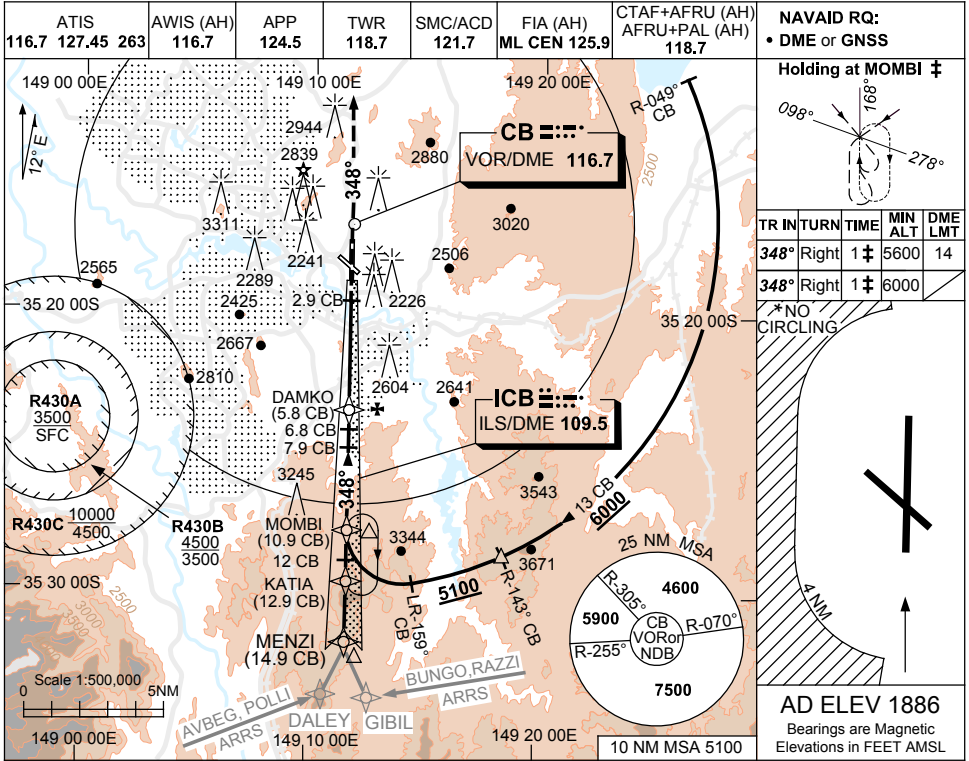 ATIS
116.7 127.45 263
AWIS (AH)
116.7
APP
124.5
TWR
118.7
SMC/ACD
121.7
FIA (AH)
ML CEN 125.9
CTAF+AFRU (AH)
AFRU+PAL (AH)
118.7
NAVAID RQ:
• DME or GNSS
149 00 00E
149 10 00E
149 20 00E
12° E
R-049°
CB
2500
2944
2839
2880
348°
CB
VOR/DME 116.7
3311
2241
2289
3020
2506
2565
35 20 00S
2425
2.9 CB
2226
35 20 00S
2667
2810
2604
2641
R430A
3500
SFC
DAMKO
(5.8 CB)
6.8 CB
7.9 CB
ICB
ILS/DME 109.5
3245
348°
3543
13 CB
6000
R430C 10000
4500
R430B
4500
3500
MOMBI
(10.9 CB)
12 CB
3344
3671
35 30 00S
KATIA
(12.9 CB)
5100
LR-159°
CB
R-143° CB
MENZI
(14.9 CB)
2500
3000
25 NM MSA
4600
R-305°
5900
CB
VORor
NDB
R-070°
R-255°
7500
Scale 1:500,000
0 5NM
AVBEG, POLLI
ARRS
DALEY
GIBIL
BUNGO,RAZZI
ARRS
149 00 00E
149 10 00E
149 20 00E
10 NM MSA 5100
Holding at MOMBI ‡
098°
168°
278°
TR IN TURN TIME MIN ALT DME LMT
348° Right 1 ‡ 5600 14
348° Right 1 ‡ 6000
*NO
CIRCLING
4 NM
AD ELEV 1886
Bearings are Magnetic
Elevations in FEET AMSL